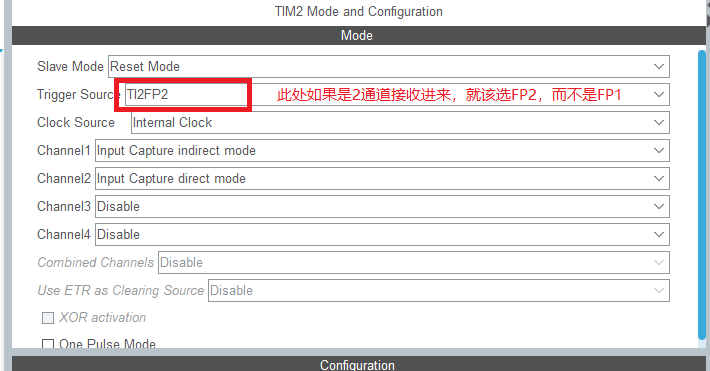 TIM2 Mode and Configuration
Mode
Slave Mode Reset Mode
Trigger Source TI2FP2 此处如果是2通道接收进来，就该选FP2，而不是FP1
Clock Source Internal Clock
Channel1 Input Capture indirect mode
Channel2 Input Capture direct mode
Channel3 Disable
Channel4 Disable
Combined Channels Disable
Use ETR as Clearing Source Disable
XOR activation
One Pulse Mode
Configuration